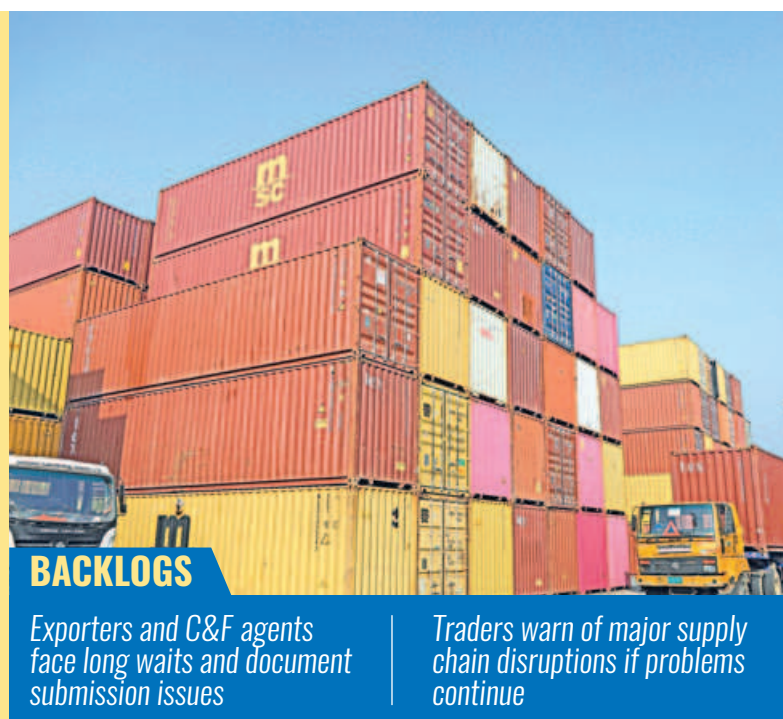 m
SC
m
m
BACKLOGS
Exporters and C&F agents
face long waits and document
submission issues
Traders warn of major supply
chain disruptions if problems
continue